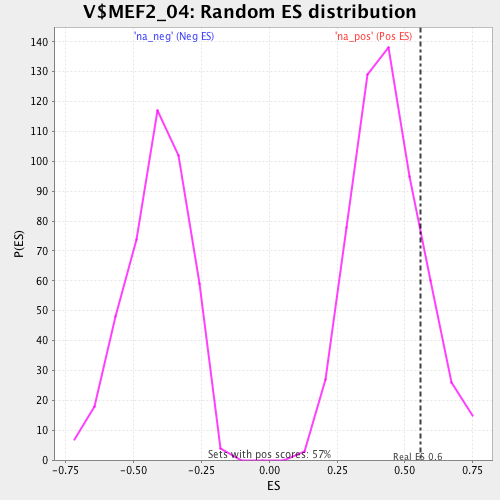 V$MEF2_04: Random ES distribution
'na_neg' (Neg ES) 'na_pos' (Pos ES)
140
130
120
110
100
90
80
70
60
50
40
30
20
10
0
P(ES)
Sets with pos scores: 57%
Real ES 0.6
-0.75 -0.50 -0.25 0.00 0.25 0.50 0.75
ES